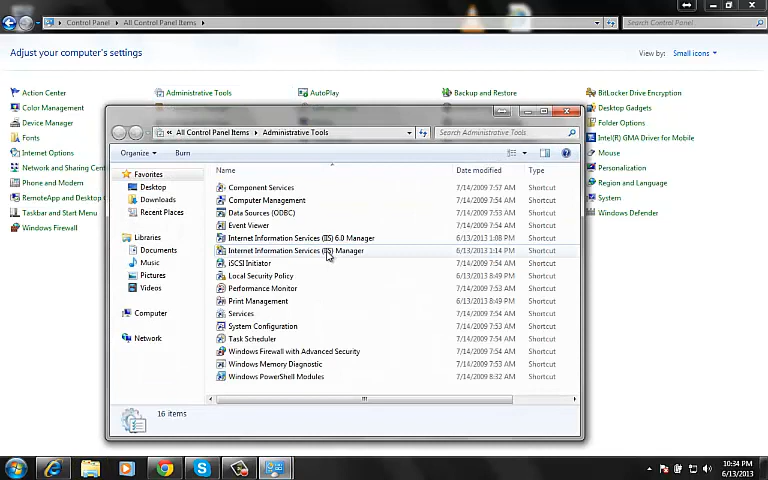 Control Panel ▸ All Control Panel Items ▸
Search Control Panel
Adjust your computer's settings
View by: Small icons
Action Center
Administrative Tools
AutoPlay
Backup and Restore
BitLocker Drive Encryption
Color Management
Desktop Gadgets
Device Manager
Folder Options
Fonts
Intel(R) GMA Driver for Mobile
Internet Options
Mouse
Network and Sharing Cent
Personalization
Phone and Modem
Region and Language
RemoteApp and Desktop
System
Taskbar and Start Menu
Windows Defender
Windows Firewall
« All Control Panel Items ▸ Administrative Tools
Search Administrative Tools
Organize
Burn
Favorites
Desktop
Downloads
Recent Places
Libraries
Documents
Music
Pictures
Videos
Computer
Network
Name Date modified Type
Component Services 7/14/2009 7:57 AM Shortcut
Computer Management 7/14/2009 7:54 AM Shortcut
Data Sources (ODBC) 7/14/2009 7:53 AM Shortcut
Event Viewer 7/14/2009 7:54 AM Shortcut
Internet Information Services (IIS) 6.0 Manager 6/13/2013 1:08 PM Shortcut
Internet Information Services (IIS) Manager 6/13/2013 1:14 PM Shortcut
iSCSI Initiator 7/14/2009 7:54 AM Shortcut
Local Security Policy 6/13/2013 8:49 PM Shortcut
Performance Monitor 7/14/2009 7:53 AM Shortcut
Print Management 6/13/2013 8:49 PM Shortcut
Services 7/14/2009 7:54 AM Shortcut
System Configuration 7/14/2009 7:53 AM Shortcut
Task Scheduler 7/14/2009 7:54 AM Shortcut
Windows Firewall with Advanced Security 7/14/2009 7:54 AM Shortcut
Windows Memory Diagnostic 7/14/2009 7:53 AM Shortcut
Windows PowerShell Modules 7/14/2009 8:32 AM Shortcut
16 items
10:34 PM
6/13/2013